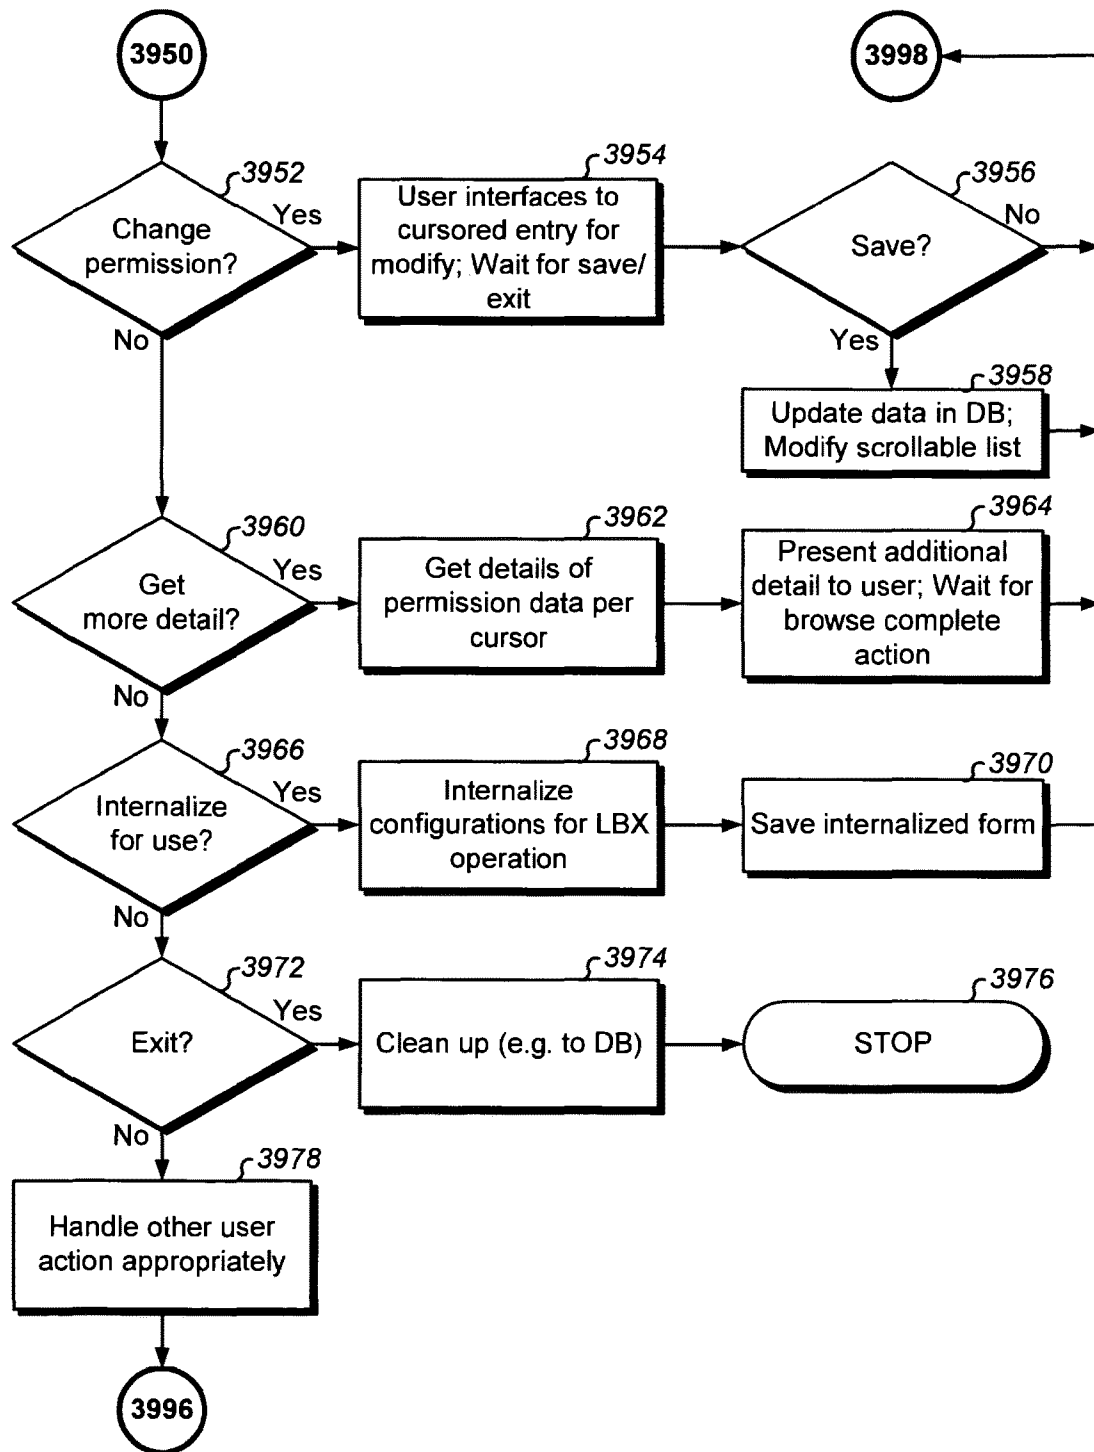 3950
3998
3952
Change
permission?
Yes
No
3954
User interfaces to
cursored entry for
modify; Wait for save/
exit
3956
Save?
No
Yes
3958
Update data in DB;
Modify scrollable list
3960
Get
more detail?
Yes
No
3962
Get details of
permission data per
cursor
3964
Present additional
detail to user; Wait for
browse complete
action
3966
Internalize
for use?
Yes
No
3968
Internalize
configurations for LBX
operation
3970
Save internalized form
3972
Exit?
Yes
No
3974
Clean up (e.g. to DB)
3976
STOP
3978
Handle other user
action appropriately
3996